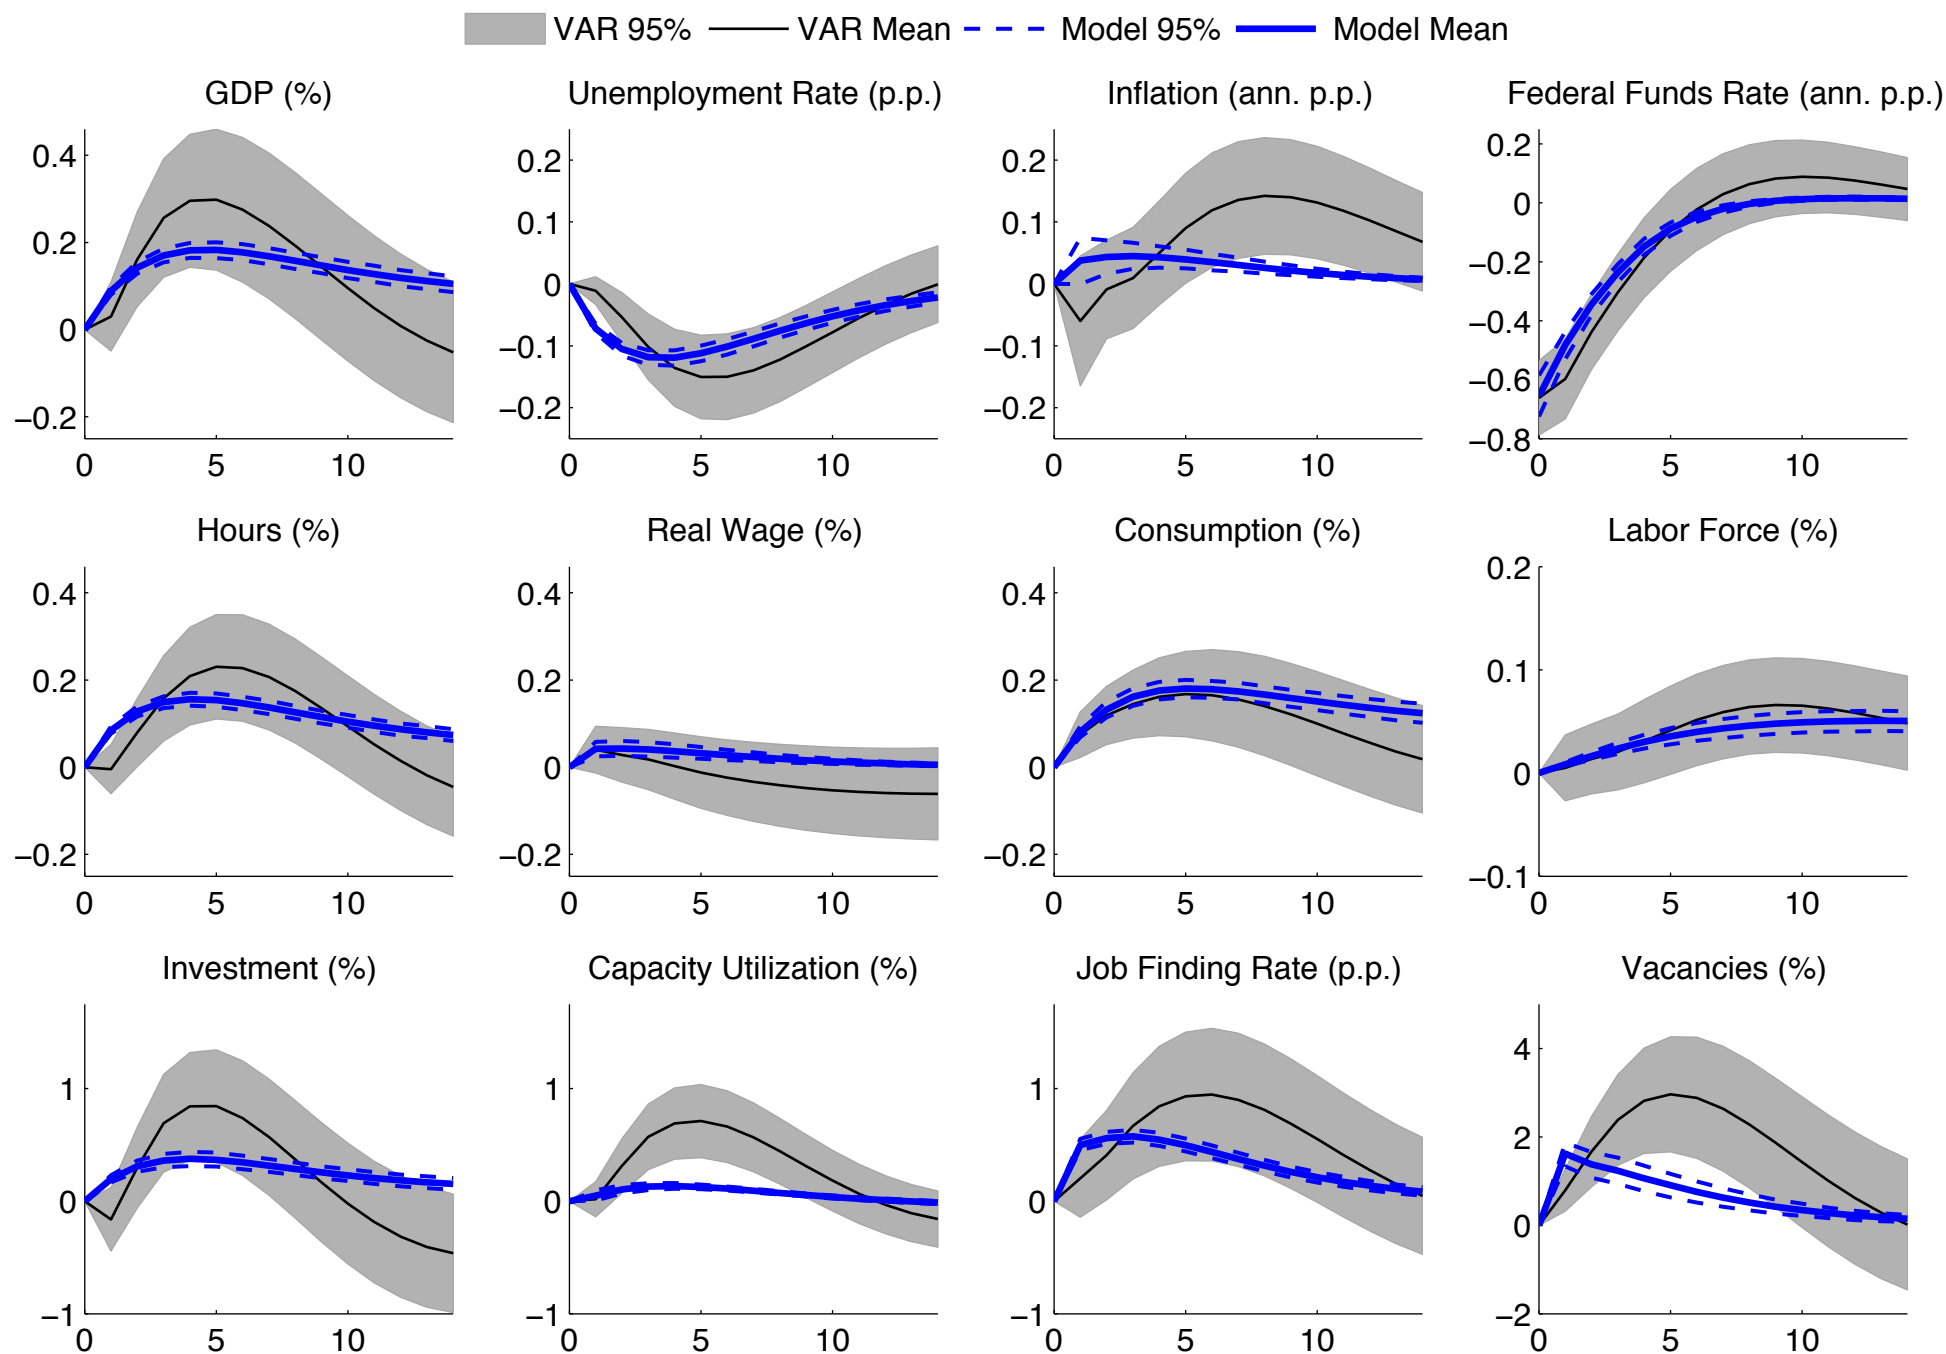 VAR 95% VAR Mean Model 95% Model Mean
GDP (%) Unemployment Rate (p.p.) Inflation (ann. p.p.) Federal Funds Rate (ann. p.p.)
0.4 0.2 0.2 0.2
0.2 0.1 0.1 0
0 0 0 −0.2
−0.1 −0.1 −0.4
−0.2 −0.2 −0.2 −0.6
−0.8
0 5 10 0 5 10 0 5 10 0 5 10
Hours (%) Real Wage (%) Consumption (%) Labor Force (%)
0.4 0.4 0.4 0.2
0.2 0.2 0.2 0.1
0 0 0 0
−0.2 −0.2 −0.2 −0.1
0 5 10 0 5 10 0 5 10 0 5 10
Investment (%) Capacity Utilization (%) Job Finding Rate (p.p.) Vacancies (%)
1 1 1 4
2
0 0 0 0
−1 −1 −1 −2
0 5 10 0 5 10 0 5 10 0 5 10